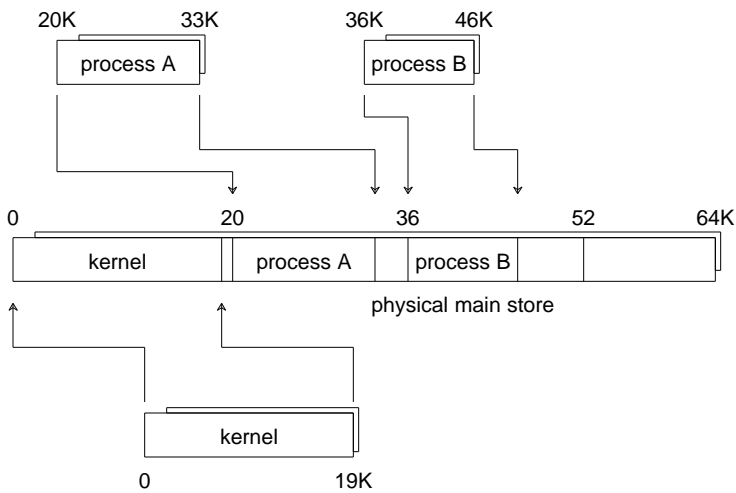 20K 33K 36K 46K
process A process B
0 20 36 52 64K
kernel process A process B
physical main store
kernel
0 19K